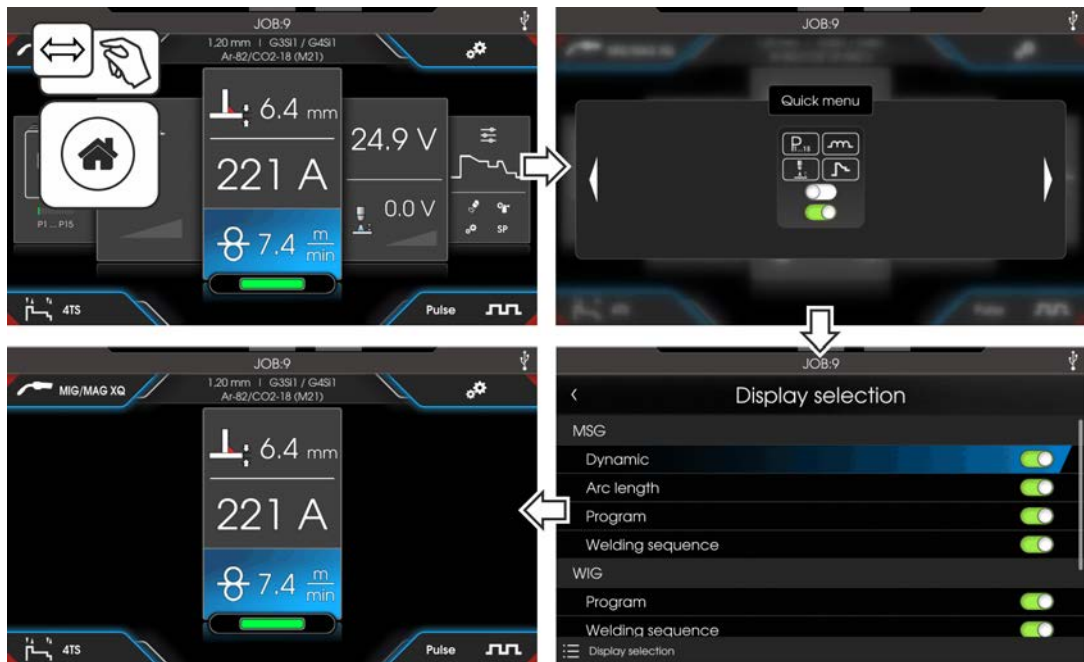 JOB:9
1,20 mm | G3Si1 / G4Si1
Ar-82/CO2-18 (M21)
6.4 mm
221 A
7.4 m/min
24.9 V
0.0 V
P1 ... P15
SP
4TS
Pulse
JOB:9
Quick menu
P1...15
JOB:9
Display selection
MSG
Dynamic
Arc length
Program
Welding sequence
WIG
Program
Welding sequence
Display selection
JOB:9
MIG/MAG XQ
1,20 mm | G3Si1 / G4Si1
Ar-82/CO2-18 (M21)
6.4 mm
221 A
7.4 m/min
4TS
Pulse